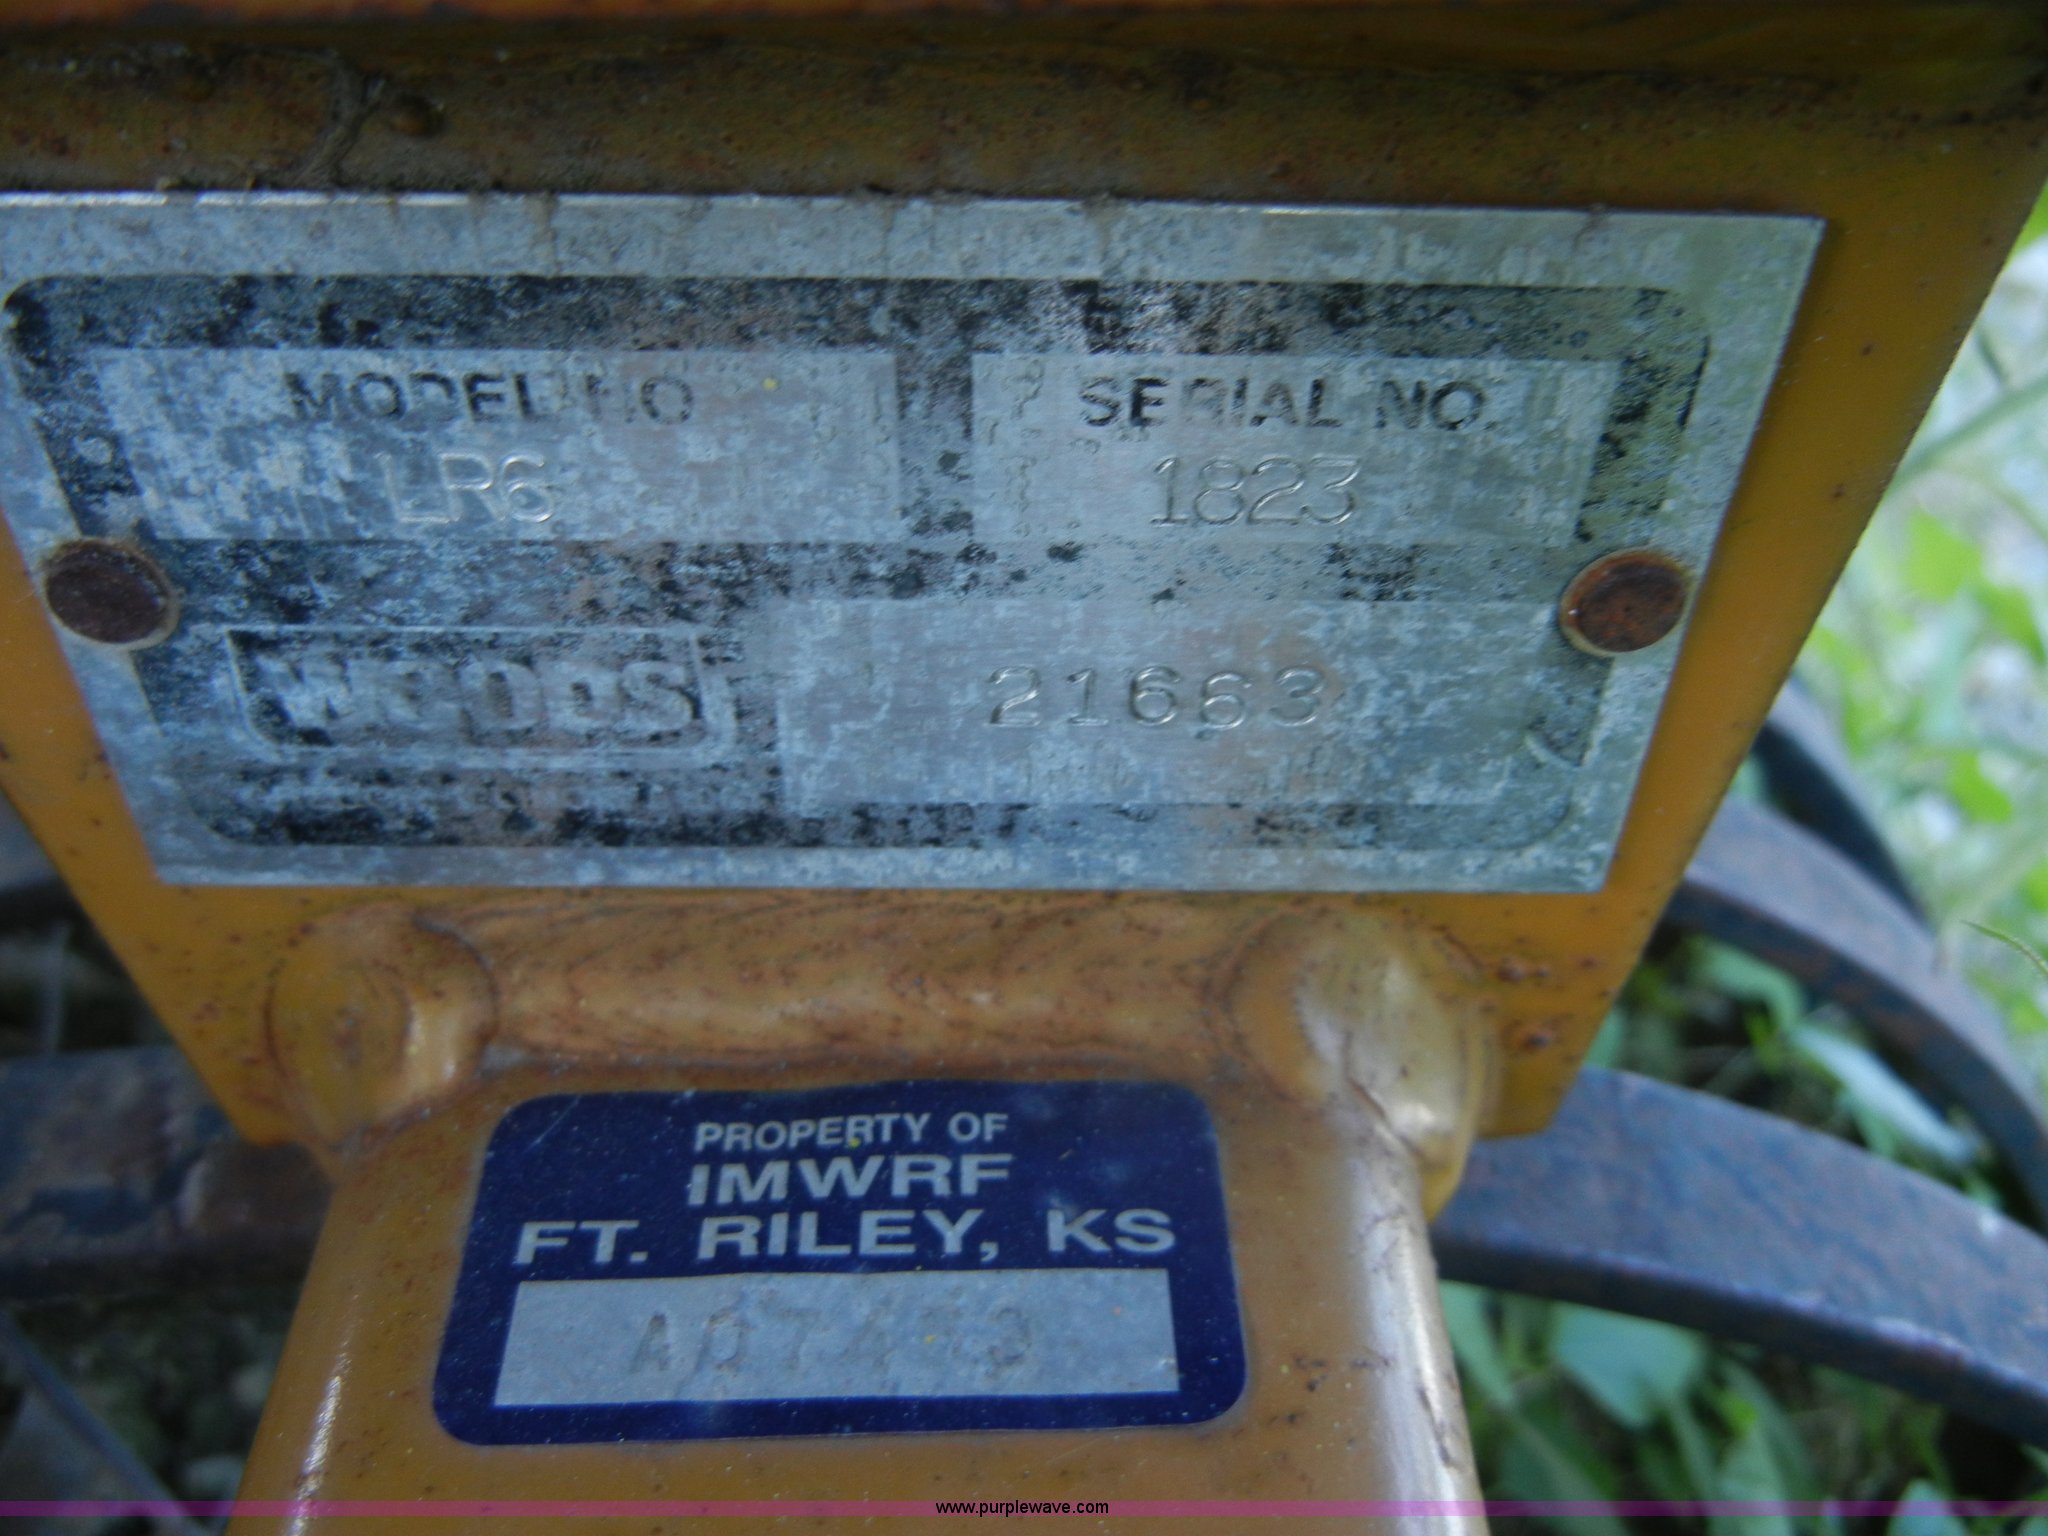 MODEL NO
LR6
SERIAL NO.
1823
WOODS
21663
PROPERTY OF
IMWRF
FT. RILEY, KS
www.purplewave.com